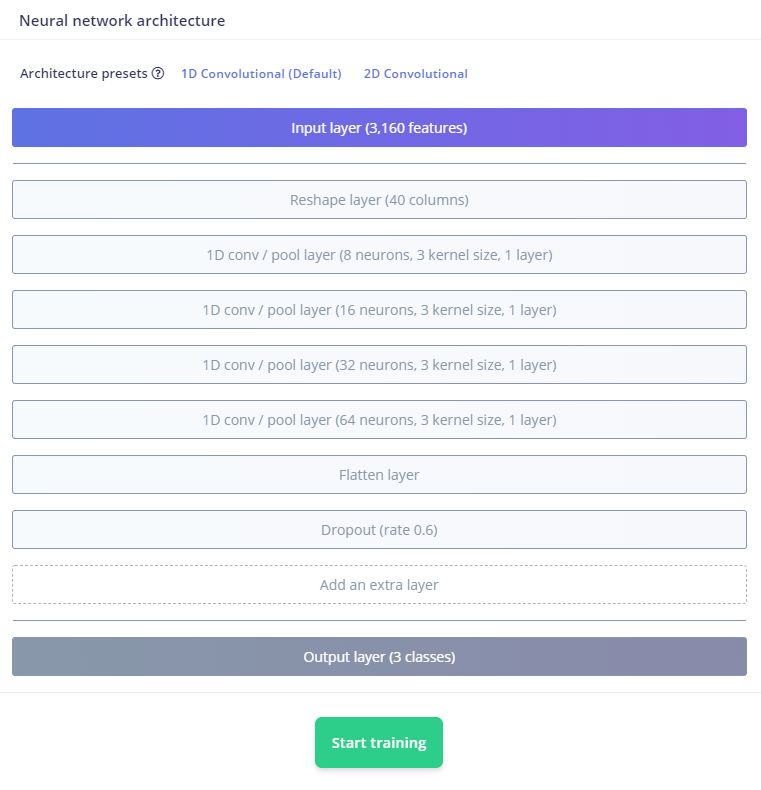 Neural network architecture
Architecture presets ? 1D Convolutional (Default) 2D Convolutional
Input layer (3,160 features)
Reshape layer (40 columns)
1D conv / pool layer (8 neurons, 3 kernel size, 1 layer)
1D conv / pool layer (16 neurons, 3 kernel size, 1 layer)
1D conv / pool layer (32 neurons, 3 kernel size, 1 layer)
1D conv / pool layer (64 neurons, 3 kernel size, 1 layer)
Flatten layer
Dropout (rate 0.6)
Add an extra layer
Output layer (3 classes)
Start training